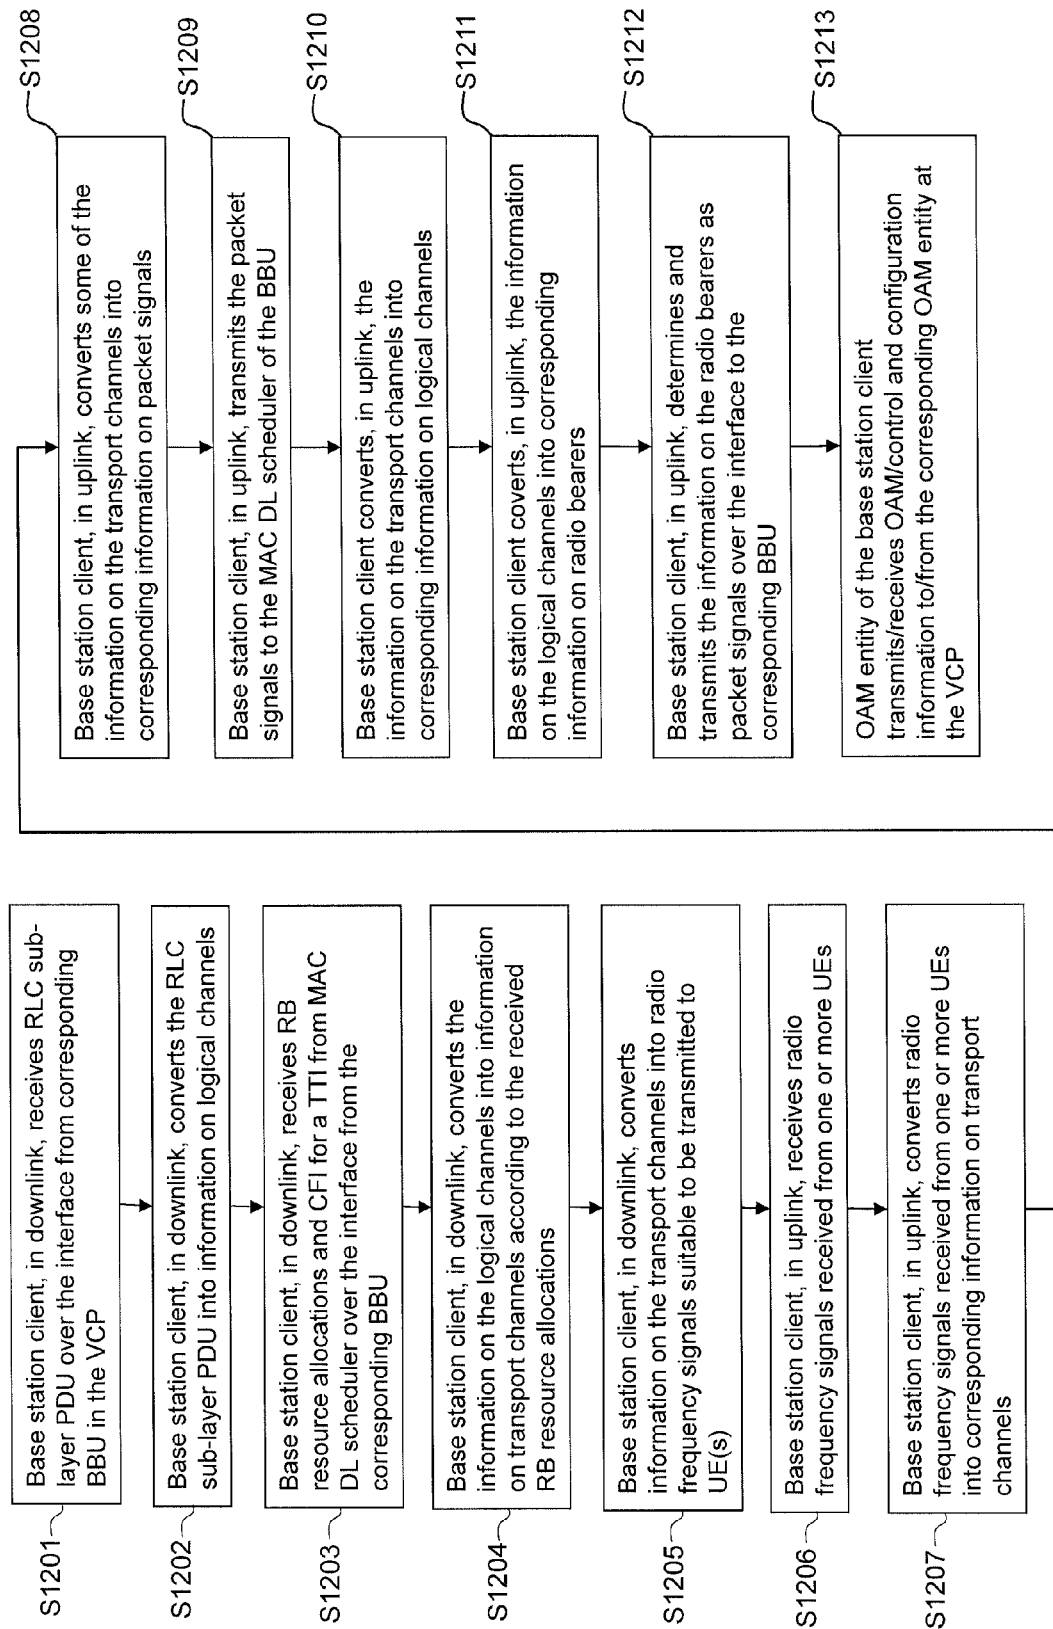 S1201
Base station client, in downlink, receives RLC sub-
layer PDU over the interface from corresponding
BBU in the VCP
S1202
Base station client, in downlink, converts the RLC
sub-layer PDU into information on logical channels
S1203
Base station client, in downlink, receives RB
resource allocations and CFI for a TTI from MAC
DL scheduler over the interface from the
corresponding BBU
S1204
Base station client, in downlink, converts the
information on the logical channels into information
on transport channels according to the received
RB resource allocations
S1205
Base station client, in downlink, converts
information on the transport channels into radio
frequency signals suitable to be transmitted to
UE(s)
S1206
Base station client, in uplink, receives radio
frequency signals received from one or more UEs
S1207
Base station client, in uplink, converts radio
frequency signals received from one or more UEs
into corresponding information on transport
channels
S1208
Base station client, in uplink, converts some of the
information on the transport channels into
corresponding information on packet signals
S1209
Base station client, in uplink, transmits the packet
signals to the MAC DL scheduler of the BBU
S1210
Base station client converts, in uplink, the
information on the transport channels into
corresponding information on logical channels
S1211
Base station client coverts, in uplink, the information
on the logical channels into corresponding
information on radio bearers
S1212
Base station client, in uplink, determines and
transmits the information on the radio bearers as
packet signals over the interface to the
corresponding BBU
S1213
OAM entity of the base station client
transmits/receives OAM/control and configuration
information to/from the corresponding OAM entity at
the VCP